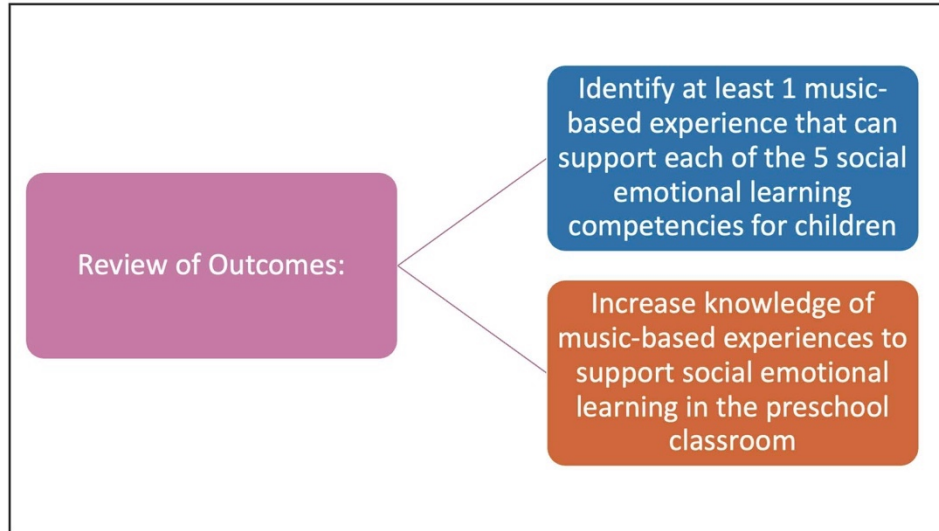 Review of Outcomes:
Identify at least 1 music-
based experience that can
support each of the 5 social
emotional learning
competencies for children
Increase knowledge of
music-based experiences to
support social emotional
learning in the preschool
classroom